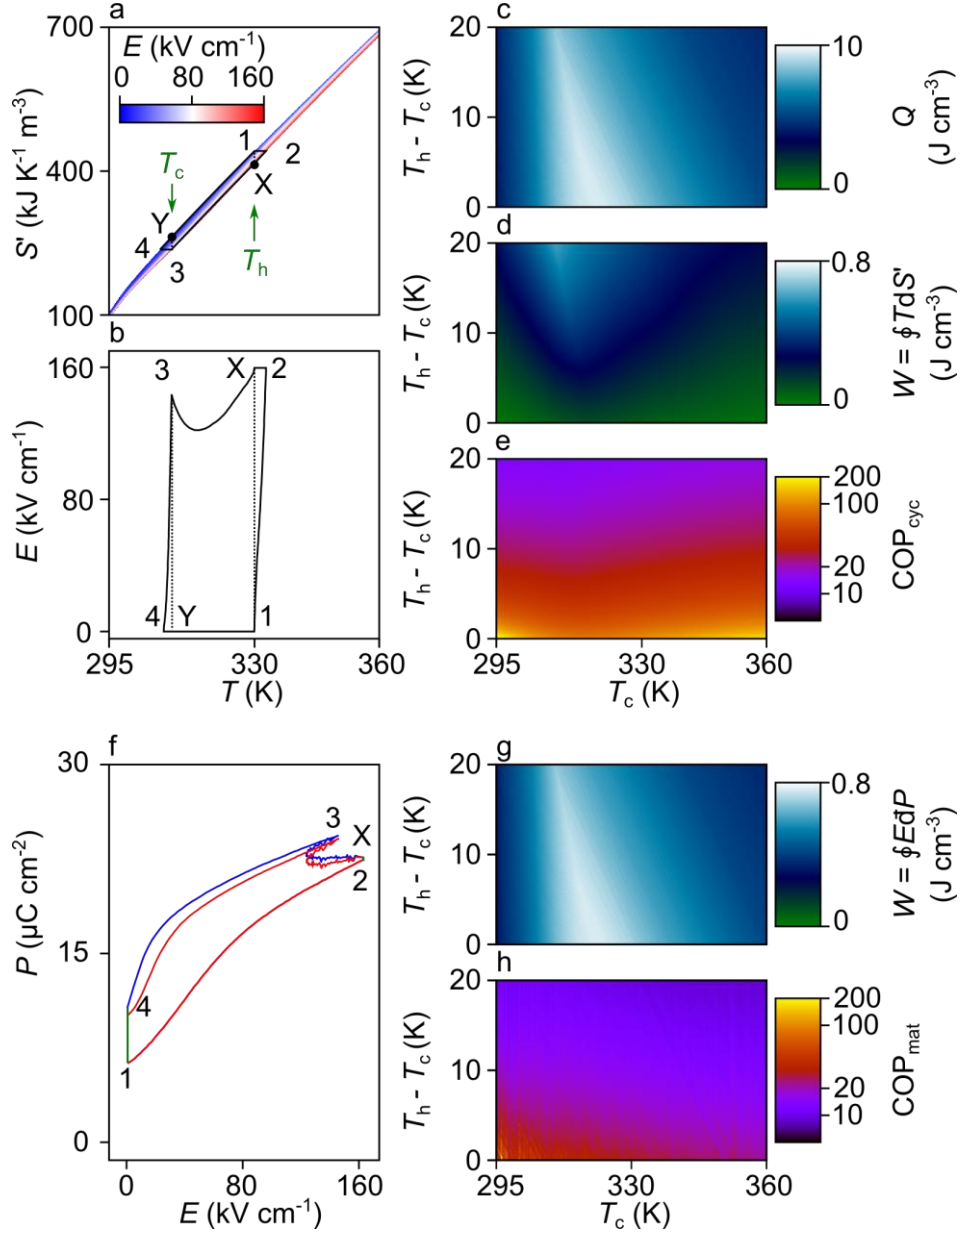 a
700
400
100
S' (kJ K⁻¹ m⁻³)
E (kV cm⁻¹)
0 80 160
1
2
X
Tc
Y
4
3
Th
b
160
80
0
E (kV cm⁻¹)
3
X
2
4
Y
1
295 330 360
T (K)
c
20
10
0
Th - Tc (K)
10
0
Q
(J cm⁻³)
d
20
10
0
Th - Tc (K)
0.8
0
W = ∮TdS'
(J cm⁻³)
e
20
10
0
Th - Tc (K)
200
100
20
10
COPcyc
295 330 360
Tc (K)
f
30
15
0
P (µC cm⁻²)
3
X
2
4
1
0 80 160
E (kV cm⁻¹)
g
20
10
0
Th - Tc (K)
0.8
0
W = ∮EdP
(J cm⁻³)
h
20
10
0
Th - Tc (K)
200
100
20
10
COPmat
295 330 360
Tc (K)